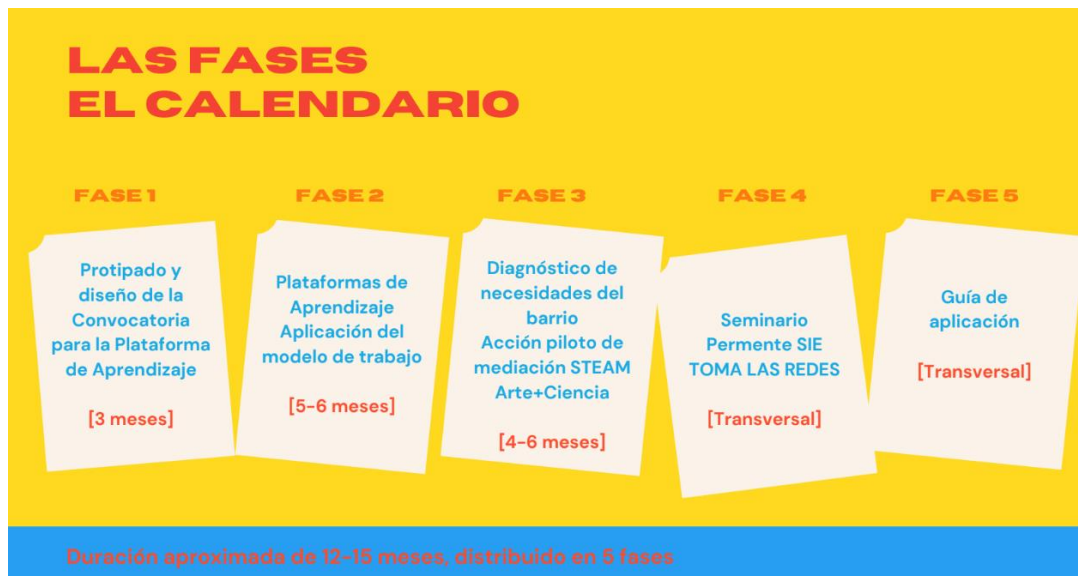 LAS FASES
EL CALENDARIO
FASE 1
Protipado y
diseño de la
Convocatoria
para la Plataforma
de Aprendizaje
[3 meses]
FASE 2
Plataformas de
Aprendizaje
Aplicación del
modelo de trabajo
[5-6 meses]
FASE 3
Diagnóstico de
necesidades del
barrio
Acción piloto de
mediación STEAM
Arte+Ciencia
[4-6 meses]
FASE 4
Seminario
Permente SIE
TOMA LAS REDES
[Transversal]
FASE 5
Guía de
aplicación
[Transversal]
Duración aproximada de 12-15 meses, distribuido en 5 fases